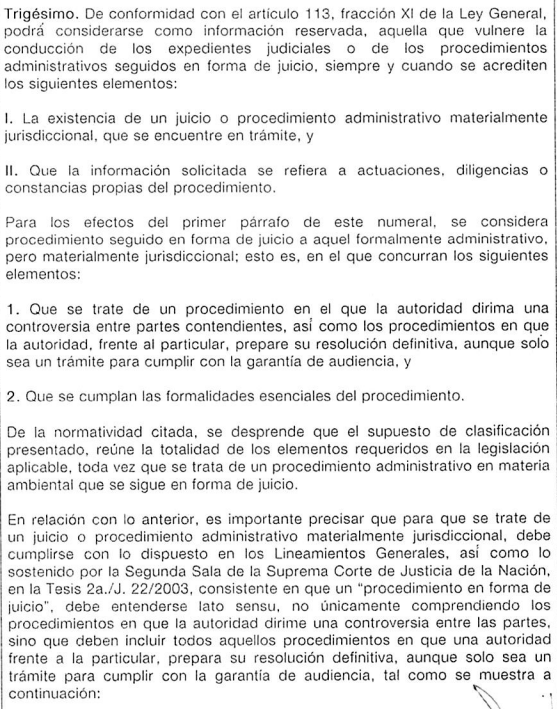 Trigésimo. De conformidad con el artículo 113, fracción XI de la Ley General,
podrá considerarse como información reservada, aquella que vulnere la
conducción de los expedientes judiciales o de los procedimientos
administrativos seguidos en forma de juicio, siempre y cuando se acrediten
los siguientes elementos:
I. La existencia de un juicio o procedimiento administrativo materialmente
jurisdiccional, que se encuentre en trámite, y
II. Que la información solicitada se refiera a actuaciones, diligencias o
constancias propias del procedimiento.
Para los efectos del primer párrafo de este numeral, se considera
procedimiento seguido en forma de juicio a aquel formalmente administrativo,
pero materialmente jurisdiccional; esto es, en el que concurran los siguientes
elementos:
1. Que se trate de un procedimiento en el que la autoridad dirima una
controversia entre partes contendientes, así como los procedimientos en que
la autoridad, frente al particular, prepare su resolución definitiva, aunque solo
sea un trámite para cumplir con la garantía de audiencia, y
2. Que se cumplan las formalidades esenciales del procedimiento.
De la normatividad citada, se desprende que el supuesto de clasificación
presentado, reúne la totalidad de los elementos requeridos en la legislación
aplicable, toda vez que se trata de un procedimiento administrativo en materia
ambiental que se sigue en forma de juicio.
En relación con lo anterior, es importante precisar que para que se trate de
un juicio o procedimiento administrativo materialmente jurisdiccional, debe
cumplirse con lo dispuesto en los Lineamientos Generales, así como lo
sostenido por la Segunda Sala de la Suprema Corte de Justicia de la Nación,
en la Tesis 2a./J. 22/2003, consistente en que un "procedimiento en forma de
juicio", debe entenderse lato sensu, no únicamente comprendiendo los
procedimientos en que la autoridad dirime una controversia entre las partes,
sino que deben incluir todos aquellos procedimientos en que una autoridad
frente a la particular, prepara su resolución definitiva, aunque solo sea un
trámite para cumplir con la garantía de audiencia, tal como se muestra a
continuación: